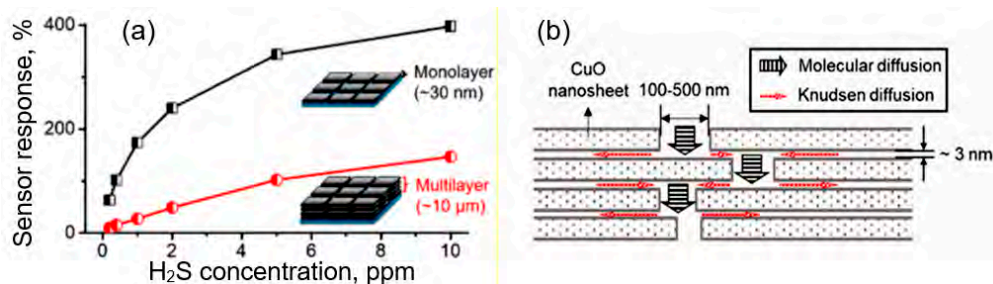 (a)
Sensor response, %
400
200
0
0 2 4 6 8 10
H₂S concentration, ppm
Monolayer
(~30 nm)
Multilayer
(~10 μm)
(b)
CuO
nanosheet
100-500 nm
Molecular diffusion
Knudsen diffusion
~ 3 nm